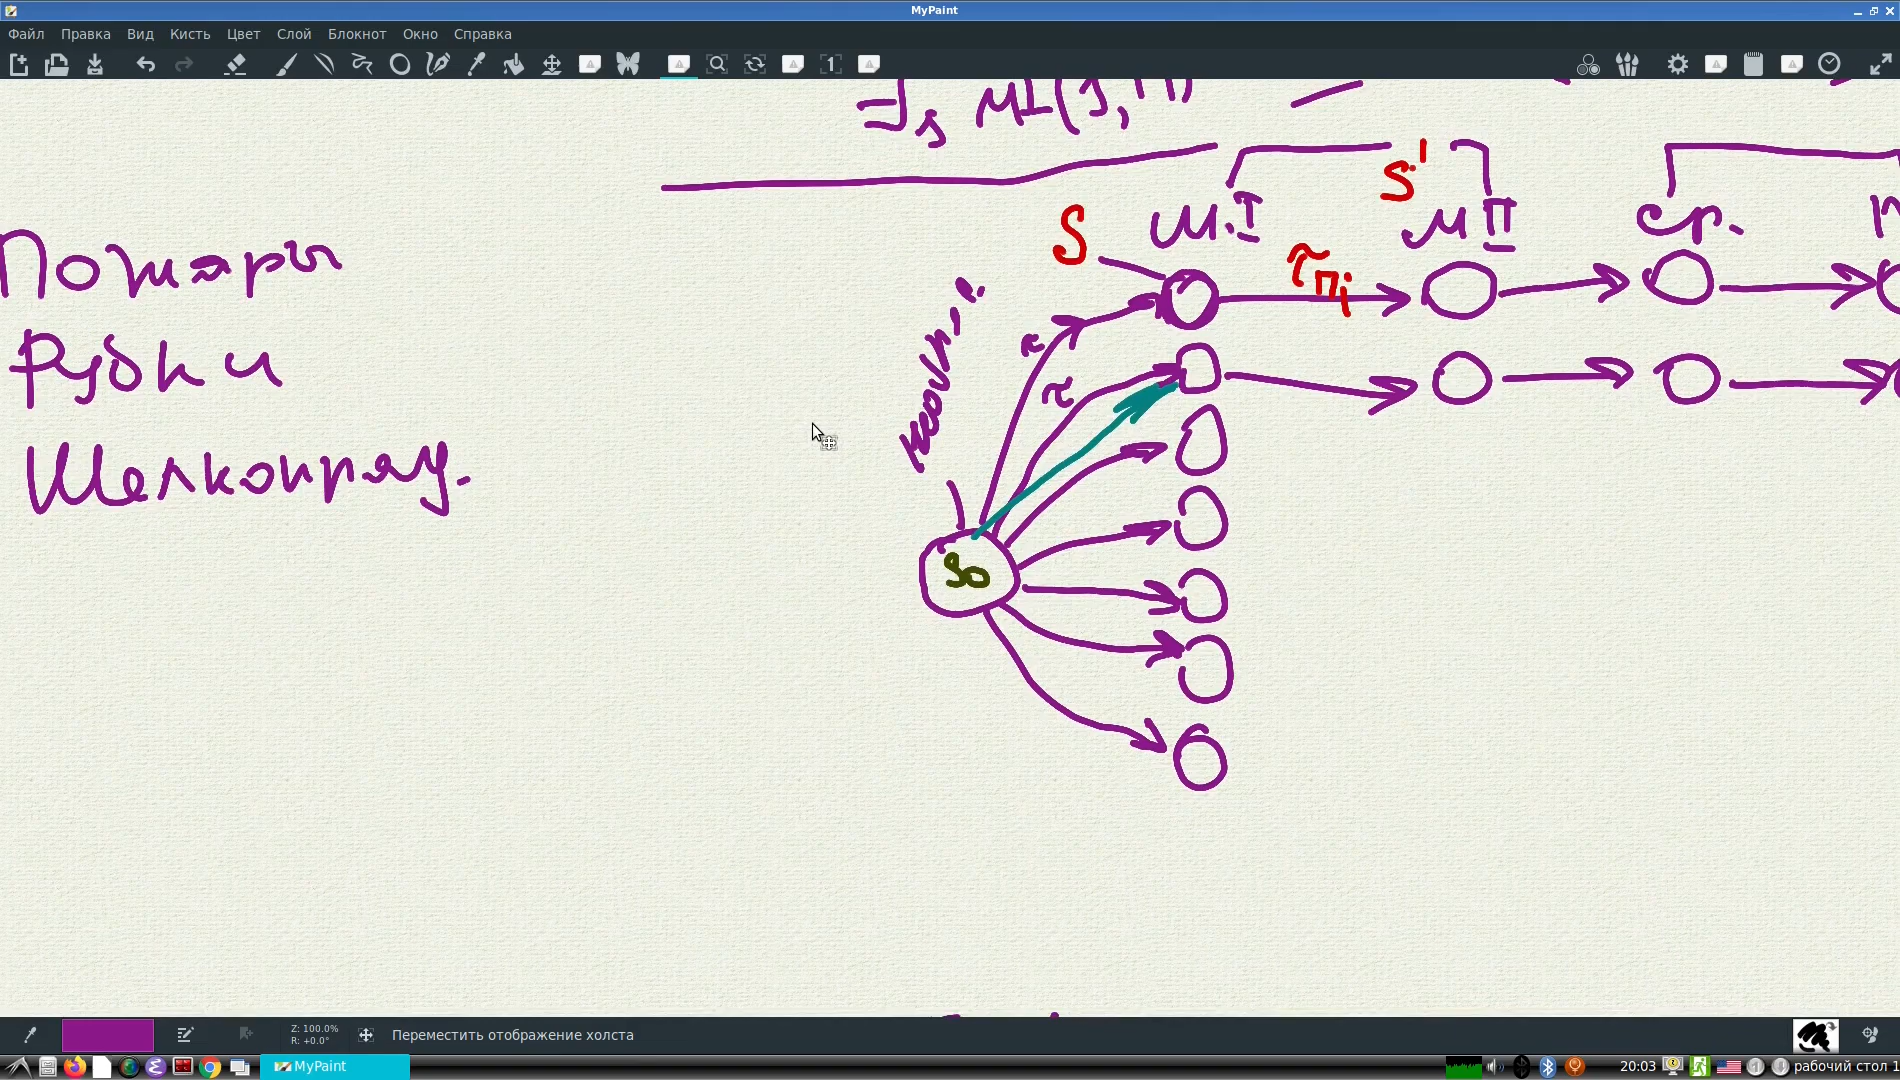 MyPaint
Файл Правка Вид Кисть Цвет Слой Блокнот Окно Справка
S'
S м.I τпi м II ср.
Пожары
Рубки
Шелкопряд.
π
π
S0
Z: 100.0%
R: +0.0°
Переместить отображение холста
MyPaint
20:03
рабочий стол 1